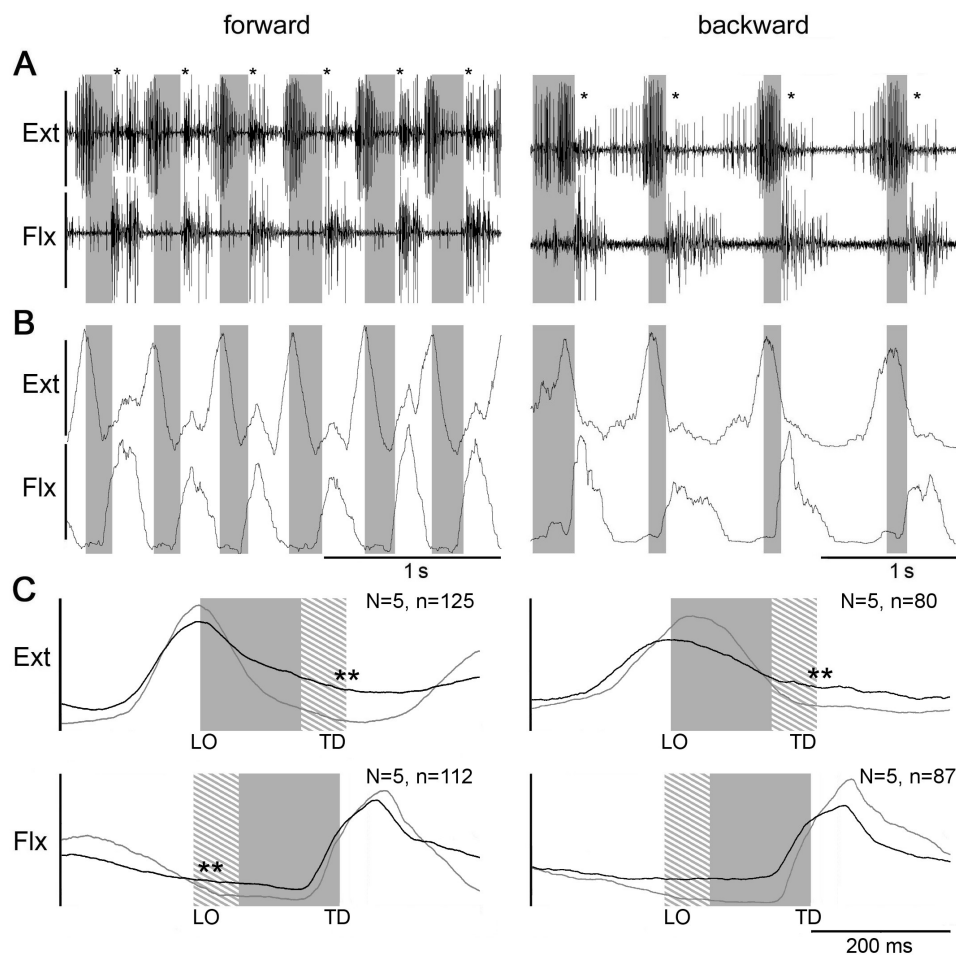 forward backward
A
* * * * * * * * * *
Ext
Flx
B
Ext
Flx
1 s 1 s
C
N=5, n=125 N=5, n=80
Ext
** **
LO TD LO TD
N=5, n=112 N=5, n=87
Flx
**
LO TD LO TD
200 ms